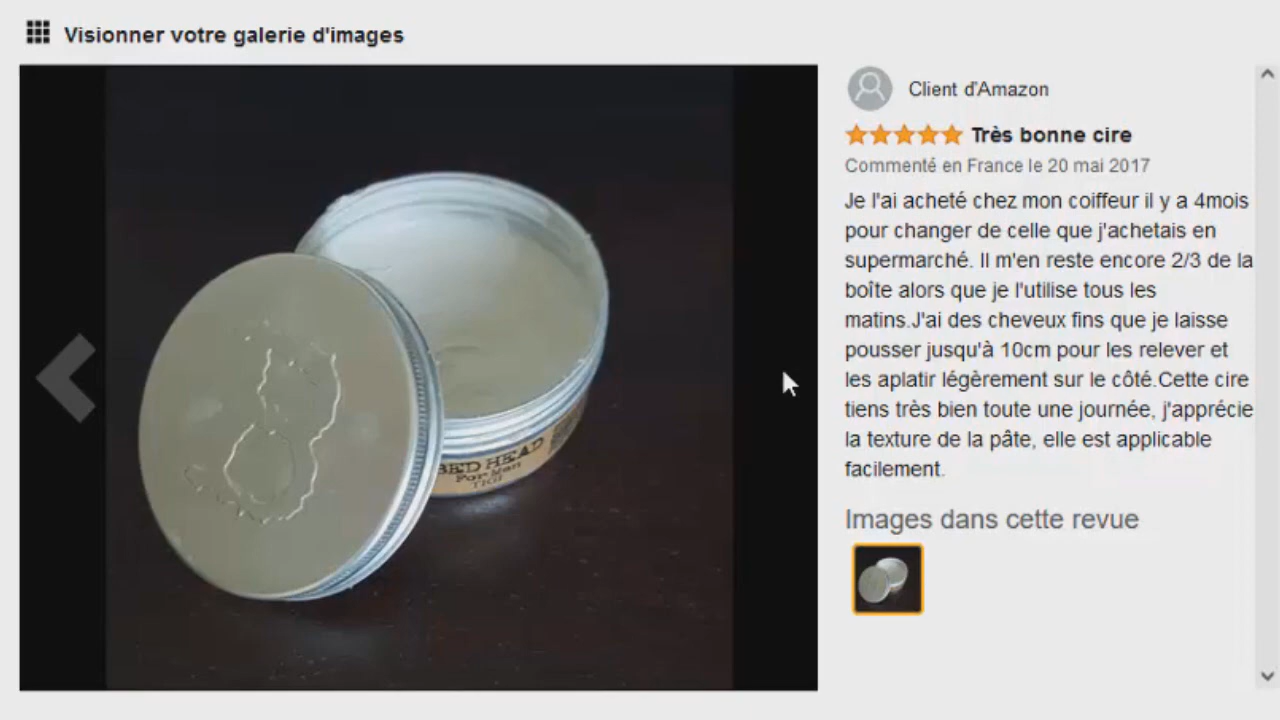 Visionner votre galerie d'images
Client d'Amazon
Très bonne cire
Commenté en France le 20 mai 2017
Je l'ai acheté chez mon coiffeur il y a 4mois
pour changer de celle que j'achetais en
supermarché. Il m'en reste encore 2/3 de la
boîte alors que je l'utilise tous les
matins.J'ai des cheveux fins que je laisse
pousser jusqu'à 10cm pour les relever et
les aplatir légèrement sur le côté.Cette cire
tiens très bien toute une journée, j'apprécie
la texture de la pâte, elle est applicable
facilement.
Images dans cette revue
BED HEAD
For Men
TIGI